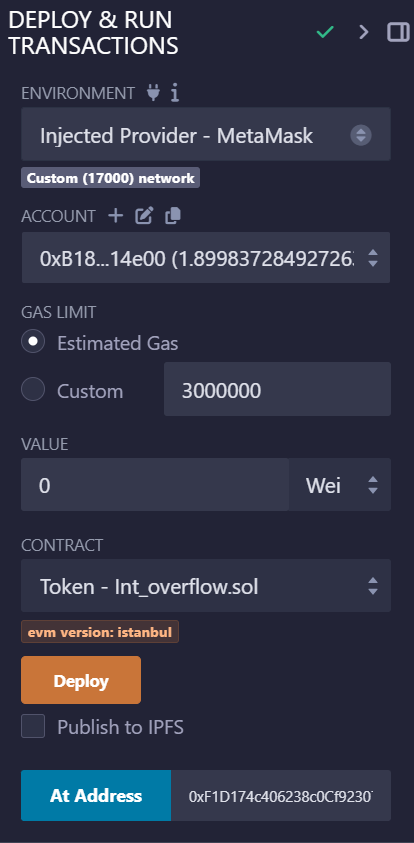 DEPLOY & RUN
TRANSACTIONS
ENVIRONMENT
Injected Provider - MetaMask
Custom (17000) network
ACCOUNT
0xB18...14e00 (1.89983728492726
GAS LIMIT
Estimated Gas
Custom
3000000
VALUE
0 Wei
CONTRACT
Token - Int_overflow.sol
evm version: istanbul
Deploy
Publish to IPFS
At Address 0xF1D174c406238c0Cf9230